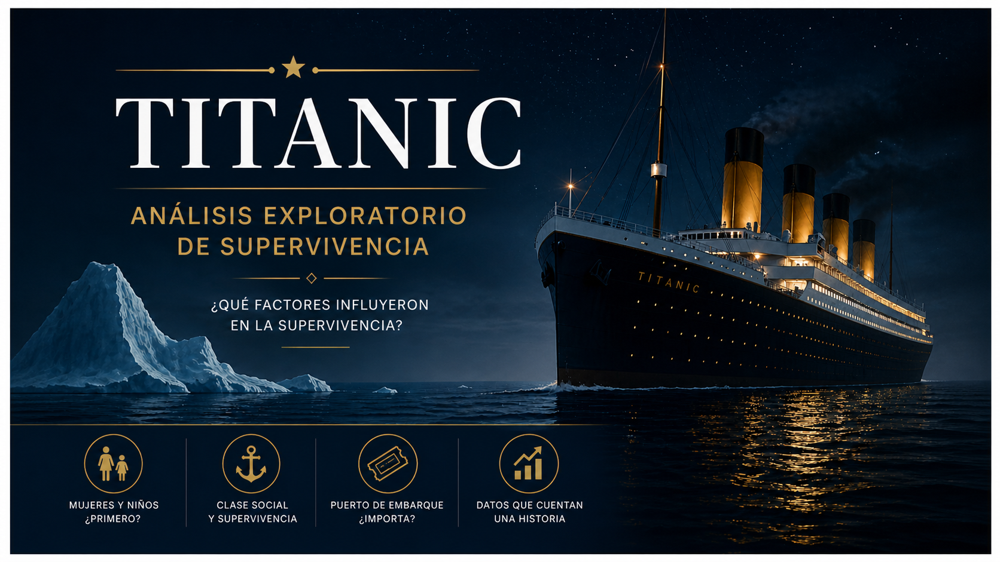 TITANIC
ANÁLISIS EXPLORATORIO
DE SUPERVIVENCIA
¿QUÉ FACTORES INFLUYERON
EN LA SUPERVIVENCIA?
TITANIC
MUJERES Y NIÑOS
¿PRIMERO?
CLASE SOCIAL
Y SUPERVIVENCIA
PUERTO DE EMBARQUE
¿IMPORTA?
DATOS QUE CUENTAN
UNA HISTORIA